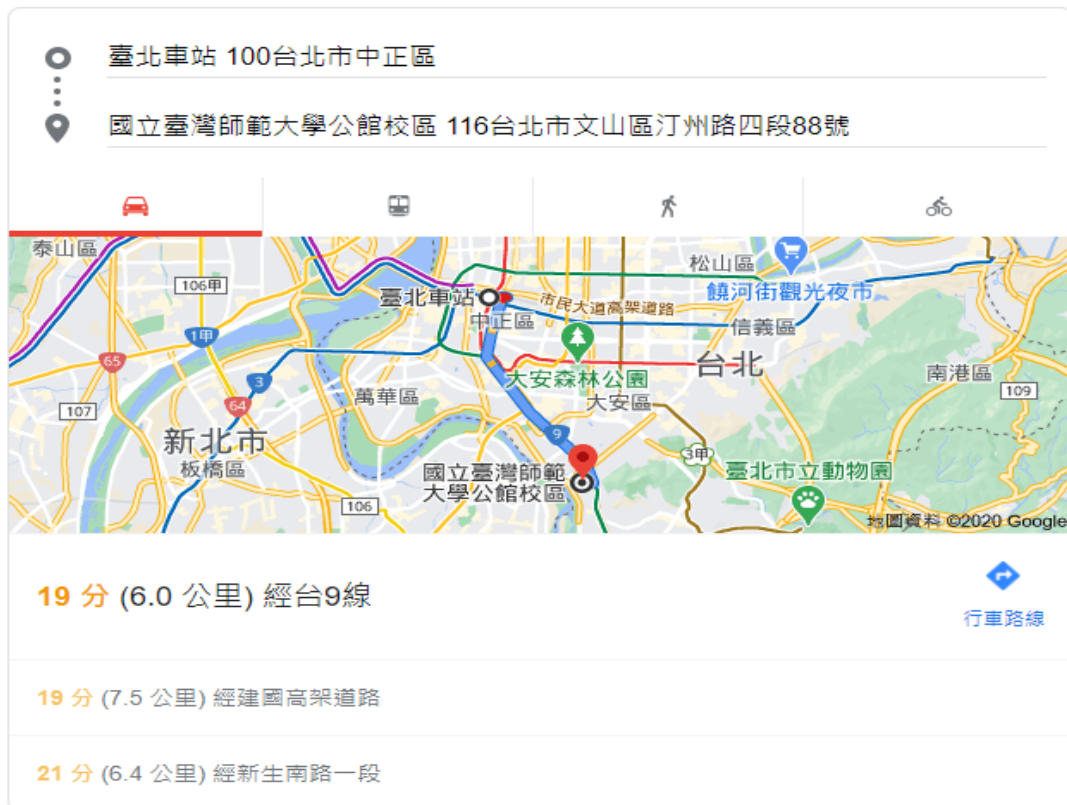 臺北車站 100台北市中正區
國立臺灣師範大學公館校區 116台北市文山區汀州路四段88號
泰山區
松山區
106甲
臺北車站
饒河街觀光夜市
市民大道高架道路
中正區
信義區
1甲
65
台北
南港區
3
大安森林公園
109
萬華區
大安區
64
107
9
新北市
3甲
板橋區
國立臺灣師範
大學公館校區
臺北市立動物園
106
地圖資料 ©2020 Google
19 分 (6.0 公里) 經台9線
行車路線
19 分 (7.5 公里) 經建國高架道路
21 分 (6.4 公里) 經新生南路一段